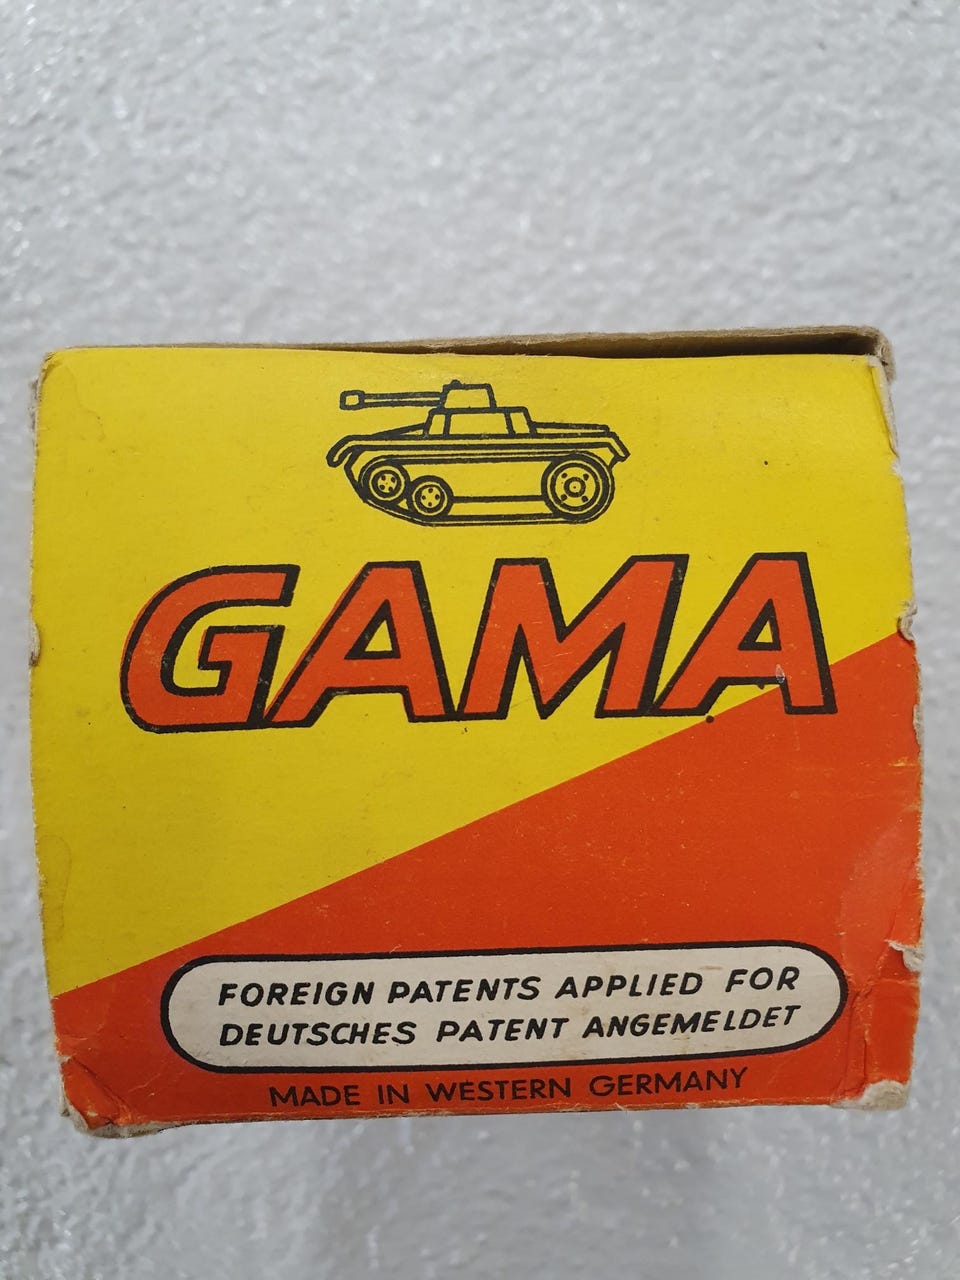 GAMA
FOREIGN PATENTS APPLIED FOR
DEUTSCHES PATENT ANGEMELDET
MADE IN WESTERN GERMANY